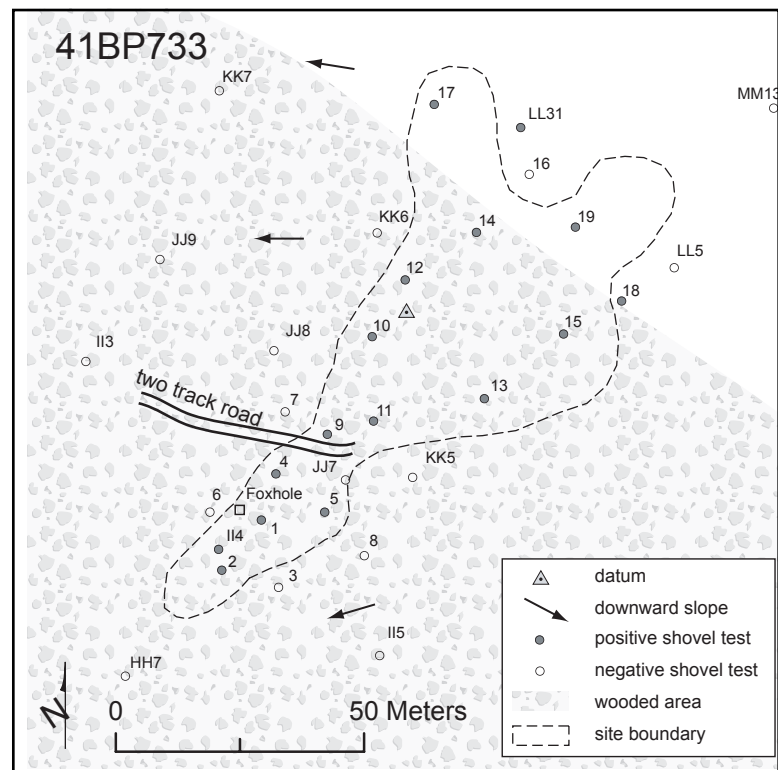 41BP733
KK7
17
LL31
MM13
16
KK6
14
19
JJ9
12
LL5
18
10
15
JJ8
II3
13
two track road
7
11
9
4
JJ7
KK5
Foxhole
6
5
1
II4
8
2
3
II5
HH7
N
0
50 Meters
datum
downward slope
positive shovel test
negative shovel test
wooded area
site boundary